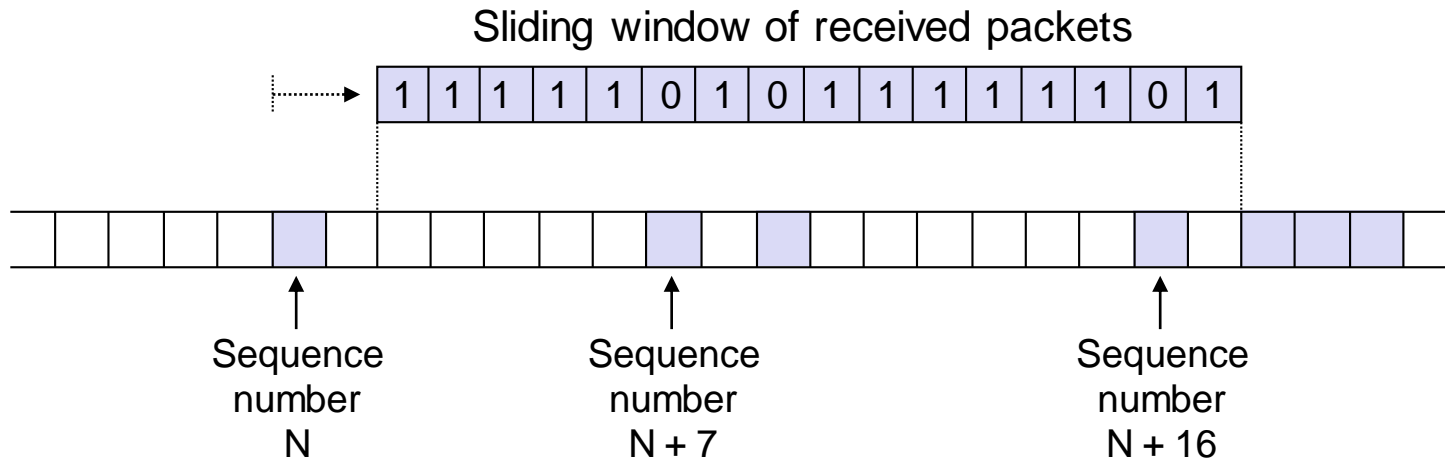 Sliding window of received packets
1 1 1 1 1 0 1 0 1 1 1 1 1 1 0 1
Sequence
number
N
Sequence
number
N + 7
Sequence
number
N + 16